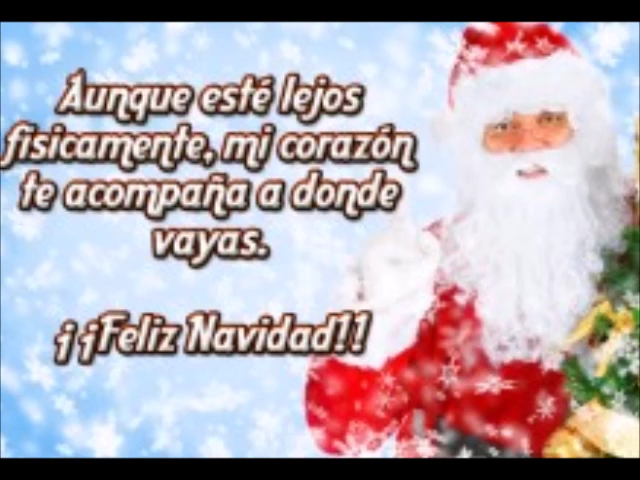 Aunque esté lejos
físicamente, mi corazón
te acompaña a donde
vayas.
¡¡Feliz Navidad!!